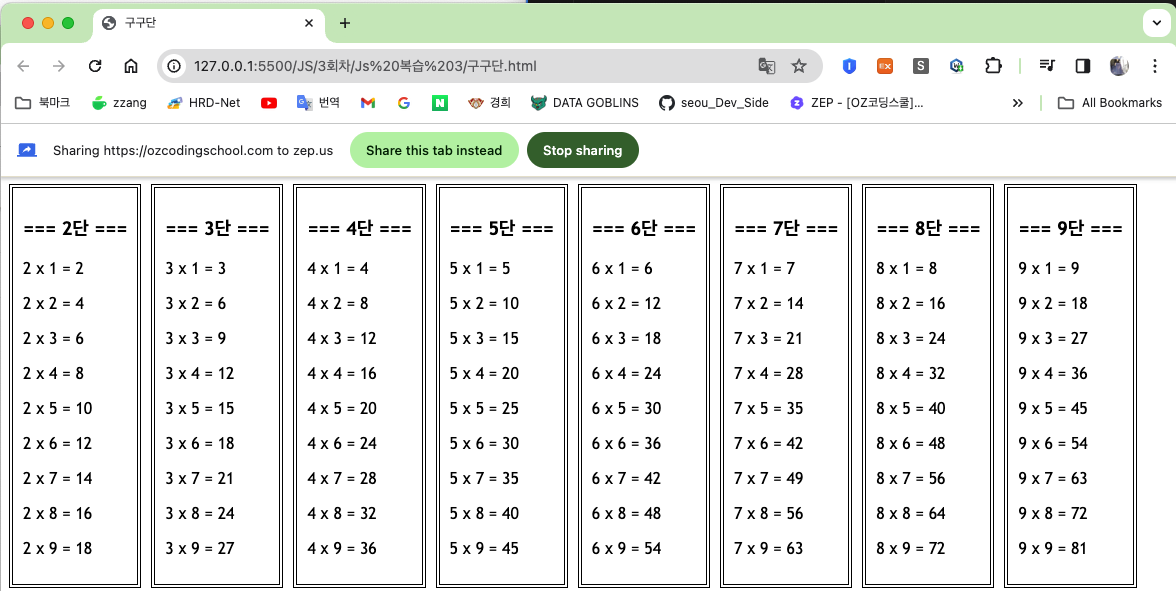 구구단
127.0.0.1:5500/JS/3회차/Js%20복습%203/구구단.html
북마크 zzang HRD-Net 번역 경희 DATA GOBLINS seou_Dev_Side ZEP - [OZ코딩스쿨]... » All Bookmarks
Sharing https://ozcodingschool.com to zep.us Share this tab instead Stop sharing
=== 2단 === === 3단 === === 4단 === === 5단 === === 6단 === === 7단 === === 8단 === === 9단 ===
2 x 1 = 2 3 x 1 = 3 4 x 1 = 4 5 x 1 = 5 6 x 1 = 6 7 x 1 = 7 8 x 1 = 8 9 x 1 = 9
2 x 2 = 4 3 x 2 = 6 4 x 2 = 8 5 x 2 = 10 6 x 2 = 12 7 x 2 = 14 8 x 2 = 16 9 x 2 = 18
2 x 3 = 6 3 x 3 = 9 4 x 3 = 12 5 x 3 = 15 6 x 3 = 18 7 x 3 = 21 8 x 3 = 24 9 x 3 = 27
2 x 4 = 8 3 x 4 = 12 4 x 4 = 16 5 x 4 = 20 6 x 4 = 24 7 x 4 = 28 8 x 4 = 32 9 x 4 = 36
2 x 5 = 10 3 x 5 = 15 4 x 5 = 20 5 x 5 = 25 6 x 5 = 30 7 x 5 = 35 8 x 5 = 40 9 x 5 = 45
2 x 6 = 12 3 x 6 = 18 4 x 6 = 24 5 x 6 = 30 6 x 6 = 36 7 x 6 = 42 8 x 6 = 48 9 x 6 = 54
2 x 7 = 14 3 x 7 = 21 4 x 7 = 28 5 x 7 = 35 6 x 7 = 42 7 x 7 = 49 8 x 7 = 56 9 x 7 = 63
2 x 8 = 16 3 x 8 = 24 4 x 8 = 32 5 x 8 = 40 6 x 8 = 48 7 x 8 = 56 8 x 8 = 64 9 x 8 = 72
2 x 9 = 18 3 x 9 = 27 4 x 9 = 36 5 x 9 = 45 6 x 9 = 54 7 x 9 = 63 8 x 9 = 72 9 x 9 = 81